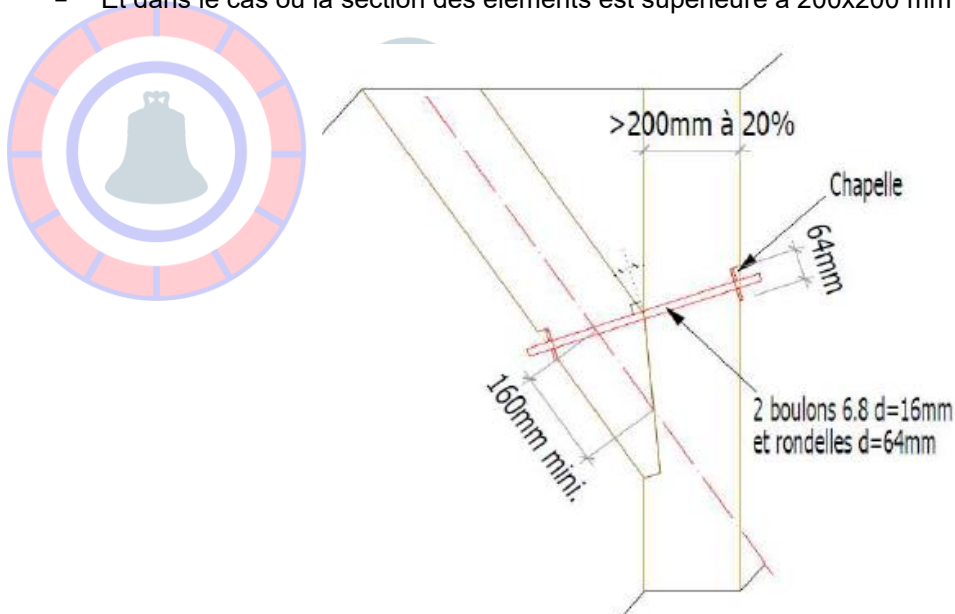 - Et dans le cas où la section des éléments est supérieure à 200x200 mm
>200mm à 20%
Chapelle
64mm
160mm mini.
2 boulons 6.8 d=16mm
et rondelles d=64mm